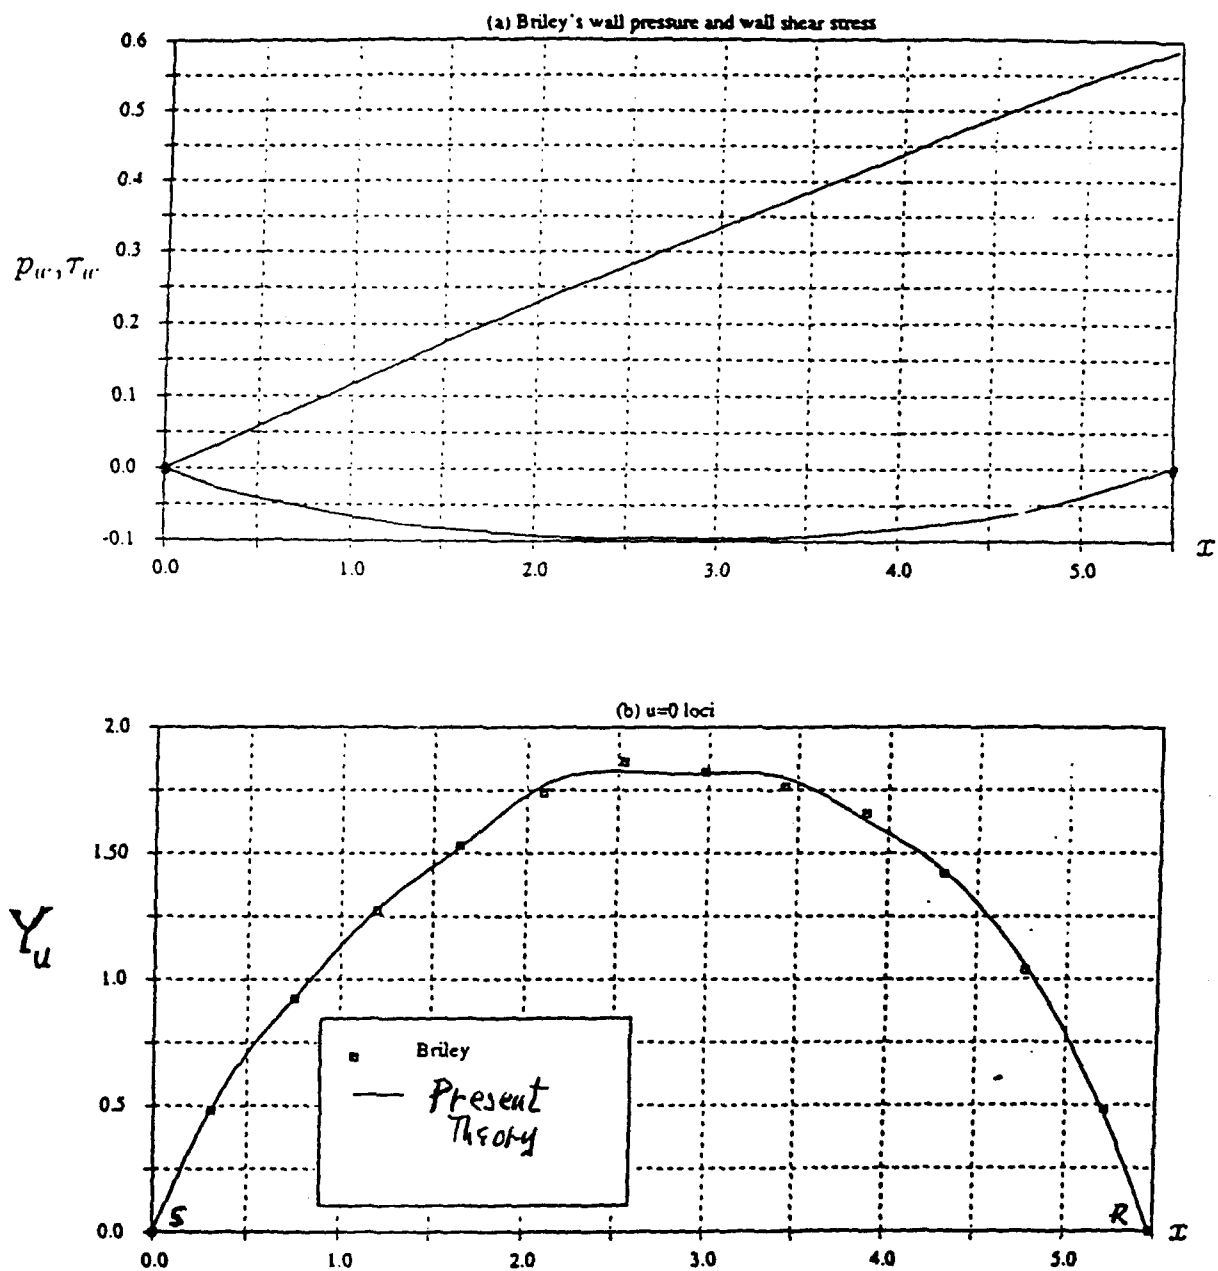 (a) Briley's wall pressure and wall shear stress
0.6
0.5
0.4
0.3
p_w, τ_w
0.2
0.1
0.0
-0.1
x
0.0 1.0 2.0 3.0 4.0 5.0
(b) u=0 loci
2.0
1.50
Y_u
1.0
Briley
Present
Theory
0.5
S R
0.0
x
0.0 1.0 2.0 3.0 4.0 5.0